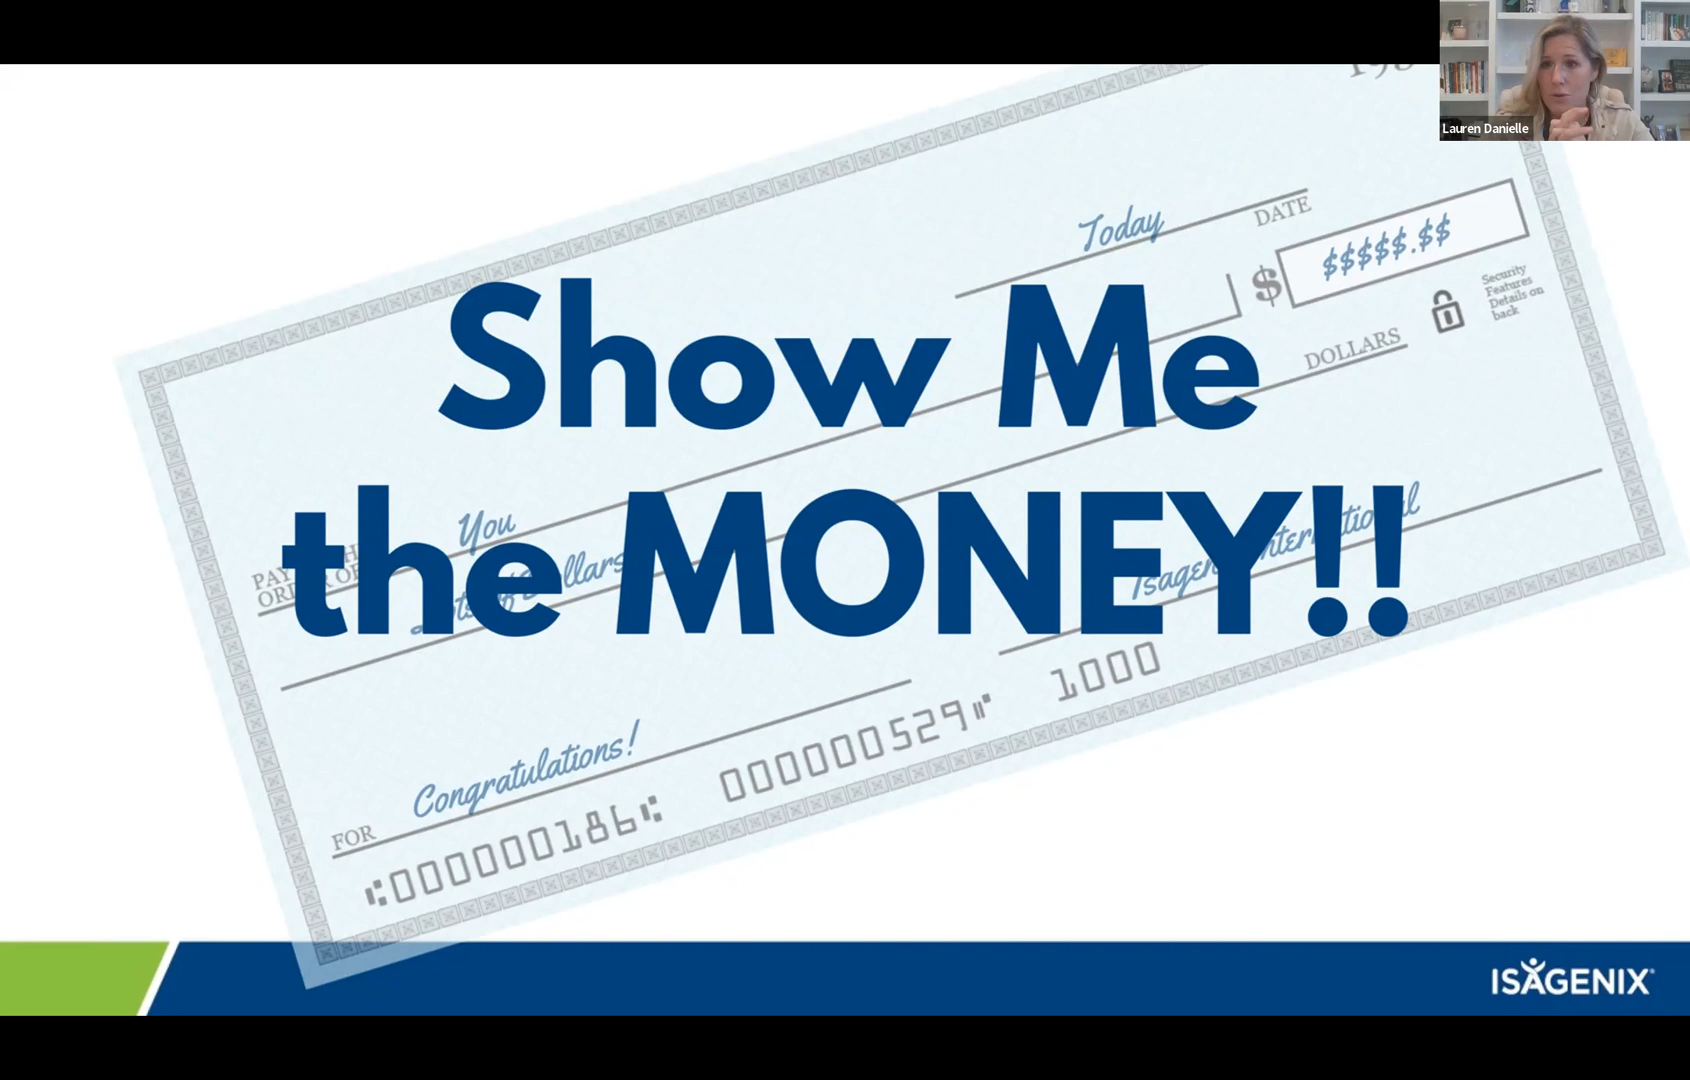 Lauren Danielle
Today
DATE
$ $$$$$.$$
Security
Features
Details on
back
DOLLARS
Show Me
the MONEY!!
You
Congratulations!
FOR
000000186 000000529 1000
ISAGENIX